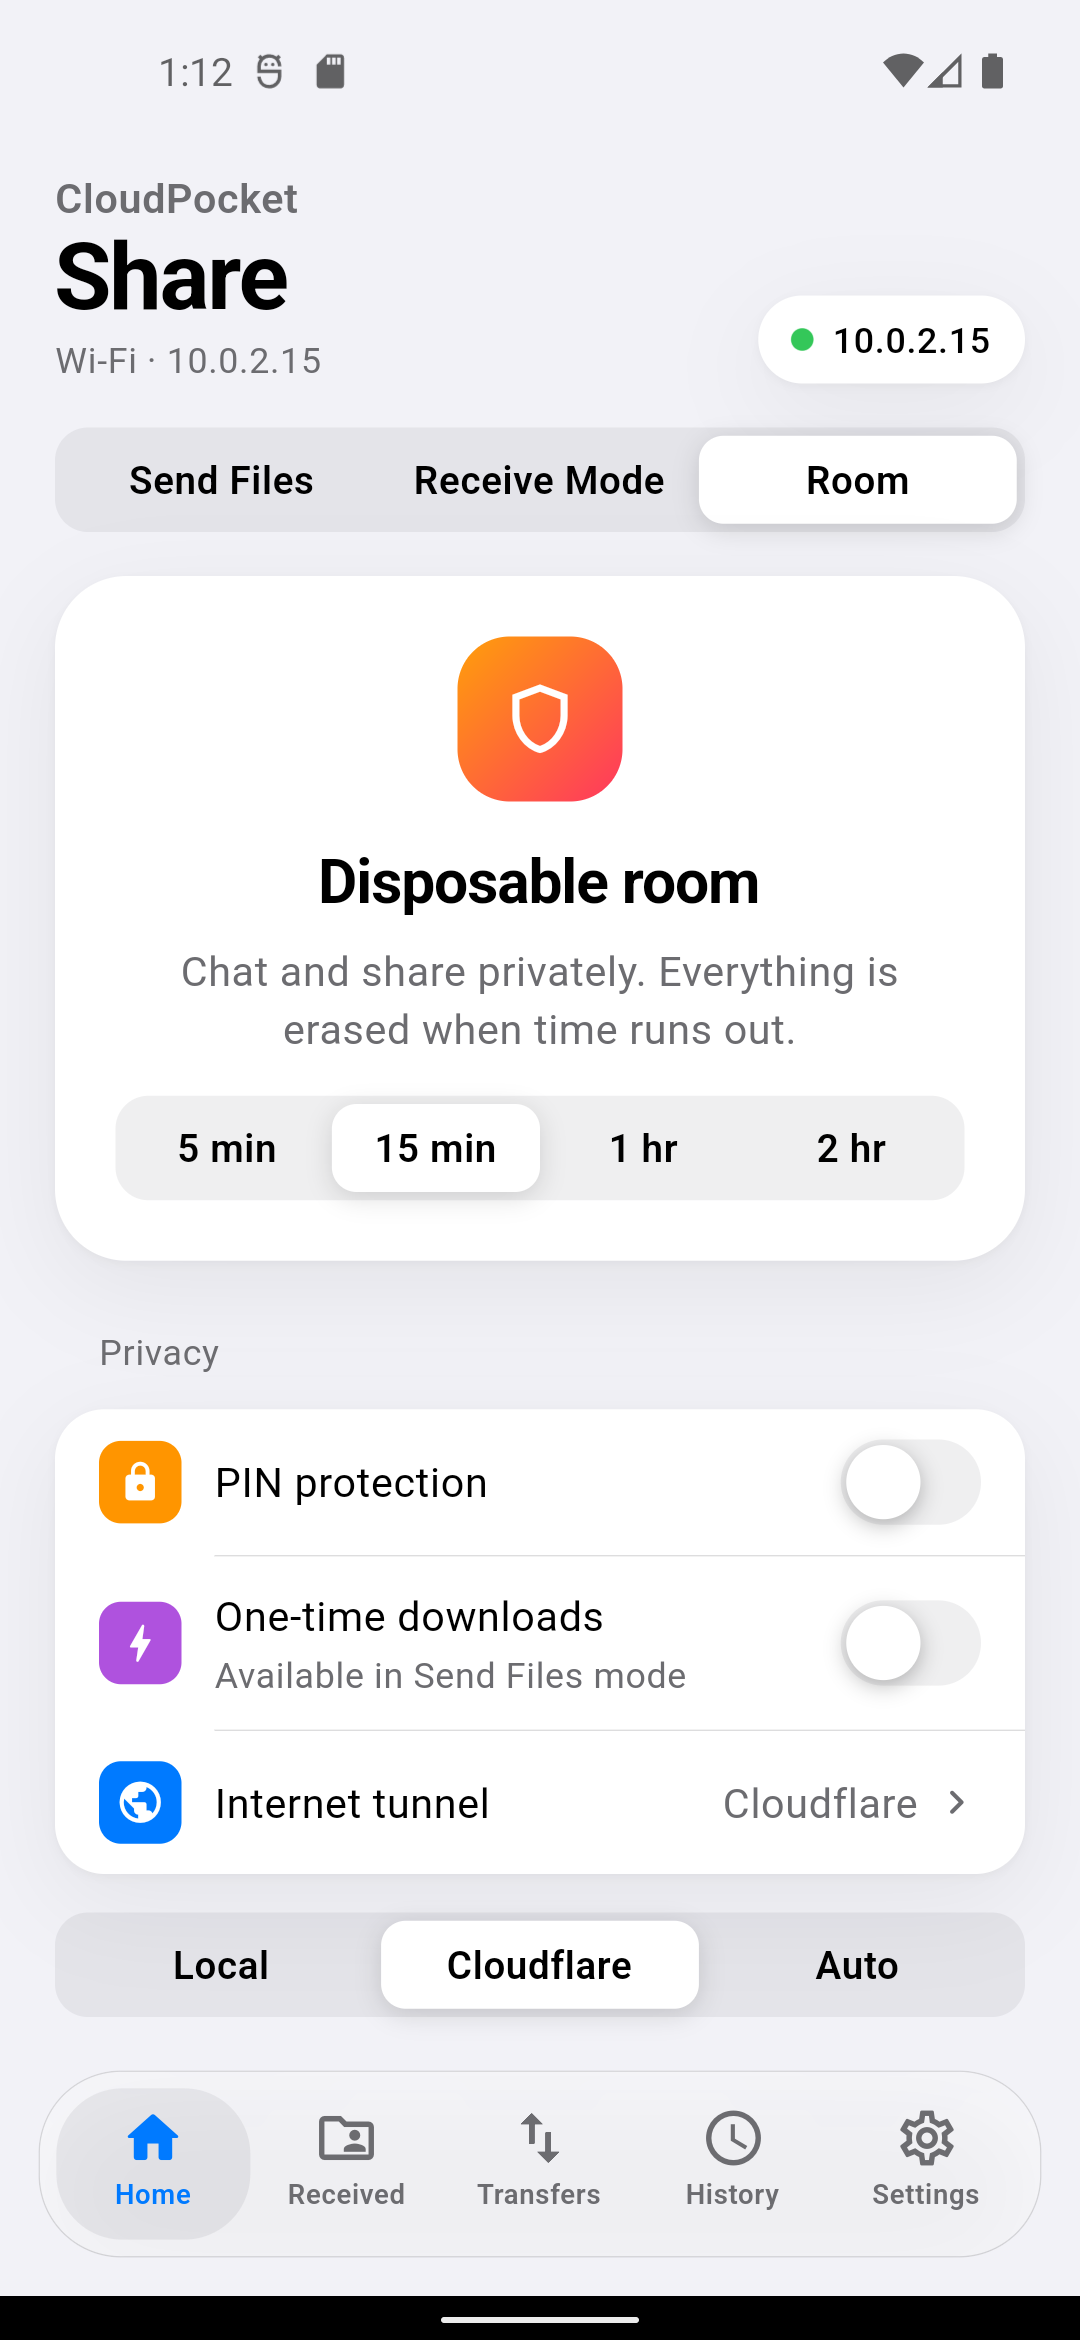 1:12
CloudPocket
Share
Wi-Fi · 10.0.2.15
10.0.2.15
Send Files
Receive Mode
Room
Disposable room
Chat and share privately. Everything is
erased when time runs out.
5 min
15 min
1 hr
2 hr
Privacy
PIN protection
One-time downloads
Available in Send Files mode
Internet tunnel
Cloudflare
Local
Cloudflare
Auto
Home
Received
Transfers
History
Settings